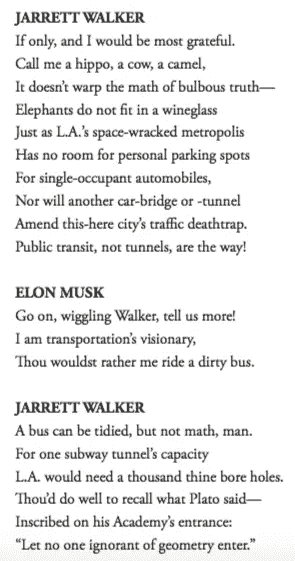 JARRETT WALKER
If only, and I would be most grateful.
Call me a hippo, a cow, a camel,
It doesn’t warp the math of bulbous truth—
Elephants do not fit in a wineglass
Just as L.A.’s space-wracked metropolis
Has no room for personal parking spots
For single-occupant automobiles,
Nor will another car-bridge or -tunnel
Amend this-here city’s traffic deathtrap.
Public transit, not tunnels, are the way!
ELON MUSK
Go on, wiggling Walker, tell us more!
I am transportation’s visionary,
Thou wouldst rather me ride a dirty bus.
JARRETT WALKER
A bus can be tidied, but not math, man.
For one subway tunnel’s capacity
L.A. would need a thousand thine bore holes.
Thou’d do well to recall what Plato said—
Inscribed on his Academy’s entrance:
“Let no one ignorant of geometry enter.”